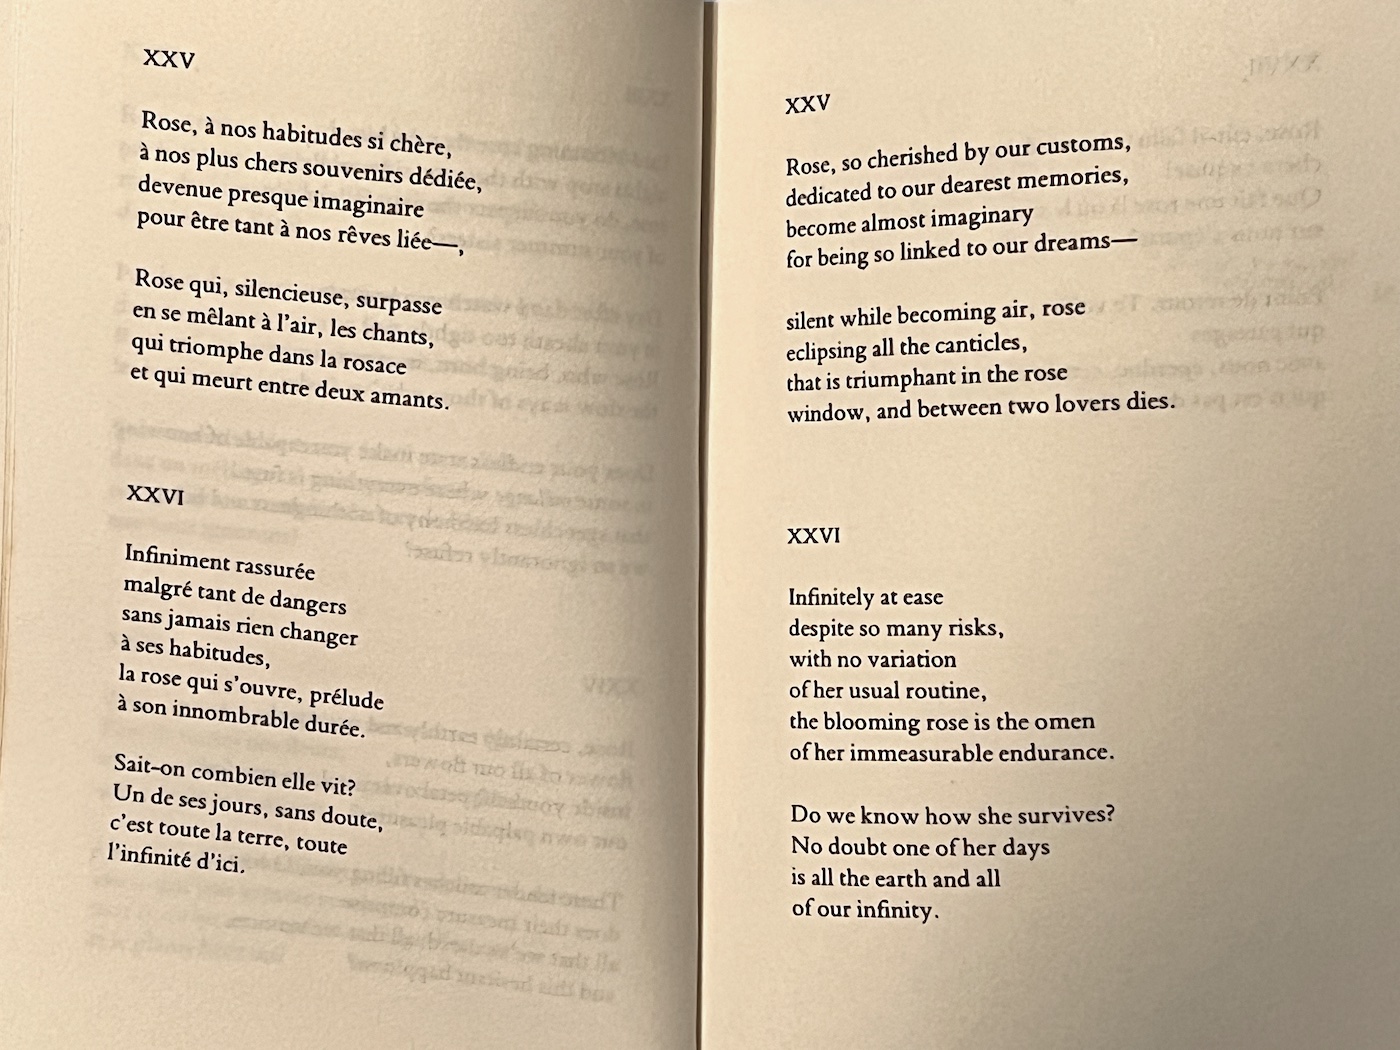 XXV
Rose, à nos habitudes si chère,
à nos plus chers souvenirs dédiée,
devenue presque imaginaire
pour être tant à nos rêves liée—,
Rose qui, silencieuse, surpasse
en se mêlant à l'air, les chants,
qui triomphe dans la rosace
et qui meurt entre deux amants.
XXVI
Infiniment rassurée
malgré tant de dangers
sans jamais rien changer
à ses habitudes,
la rose qui s'ouvre, prélude
à son innombrable durée.
Sait-on combien elle vit?
Un de ses jours, sans doute,
c'est toute la terre, toute
l'infinité d'ici.
XXV
Rose, so cherished by our customs,
dedicated to our dearest memories,
become almost imaginary
for being so linked to our dreams—
silent while becoming air, rose
eclipsing all the canticles,
that is triumphant in the rose
window, and between two lovers dies.
XXVI
Infinitely at ease
despite so many risks,
with no variation
of her usual routine,
the blooming rose is the omen
of her immeasurable endurance.
Do we know how she survives?
No doubt one of her days
is all the earth and all
of our infinity.